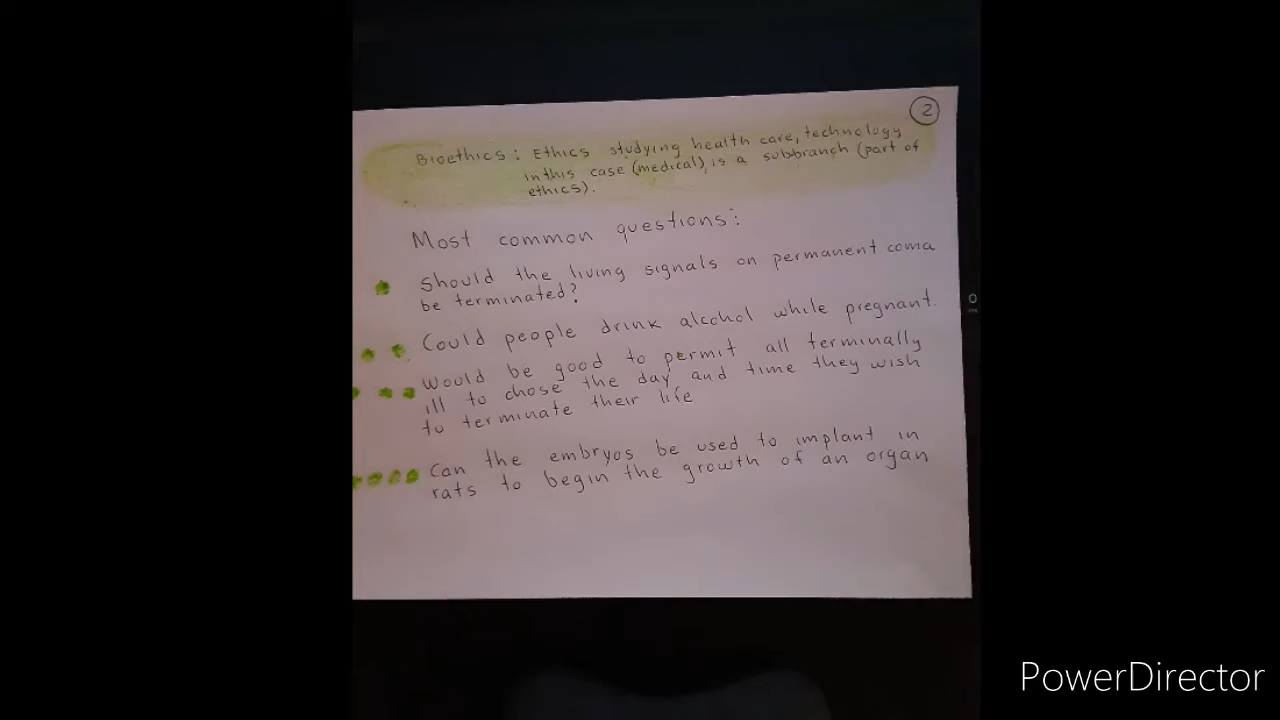 2
Bioethics: Ethics studying health care, technology
in this case (medical), is a subbranch (part of
ethics).
Most common questions:
Should the living signals on permanent coma
be terminated?
Could people drink alcohol while pregnant.
Would be good to permit all terminally
ill to chose the day and time they wish
to terminate their life
Can the embryos be used to implant in
rats to begin the growth of an organ
PowerDirector